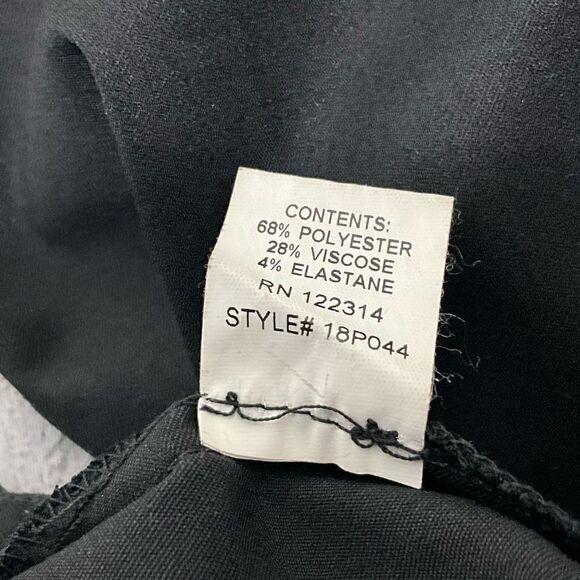 CONTENTS:
68% POLYESTER
28% VISCOSE
4% ELASTANE
RN 122314
STYLE# 18P044